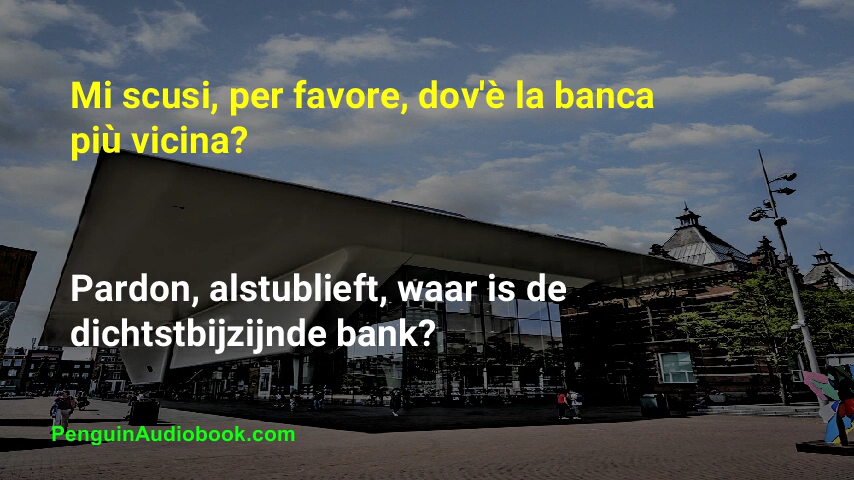 Mi scusi, per favore, dov'è la banca
più vicina?
Pardon, alstublieft, waar is de
dichtstbijzijnde bank?
PenguinAudiobook.com